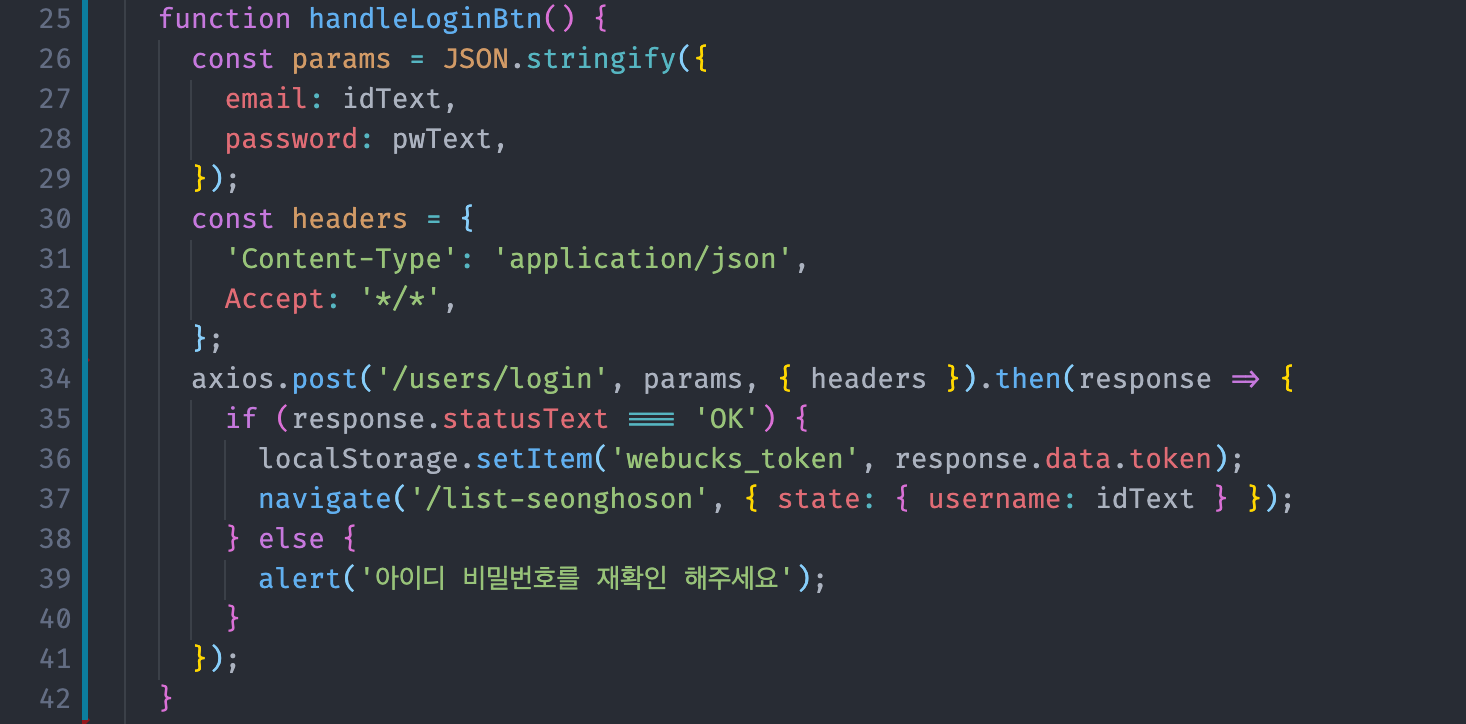 25 function handleLoginBtn() {
26 const params = JSON.stringify({
27 email: idText,
28 password: pwText,
29 });
30 const headers = {
31 'Content-Type': 'application/json',
32 Accept: '*/*',
33 };
34 axios.post('/users/login', params, { headers }).then(response => {
35 if (response.statusText === 'OK') {
36 localStorage.setItem('webucks_token', response.data.token);
37 navigate('/list-seonghoson', { state: { username: idText } });
38 } else {
39 alert('아이디 비밀번호를 재확인 해주세요');
40 }
41 });
42 }